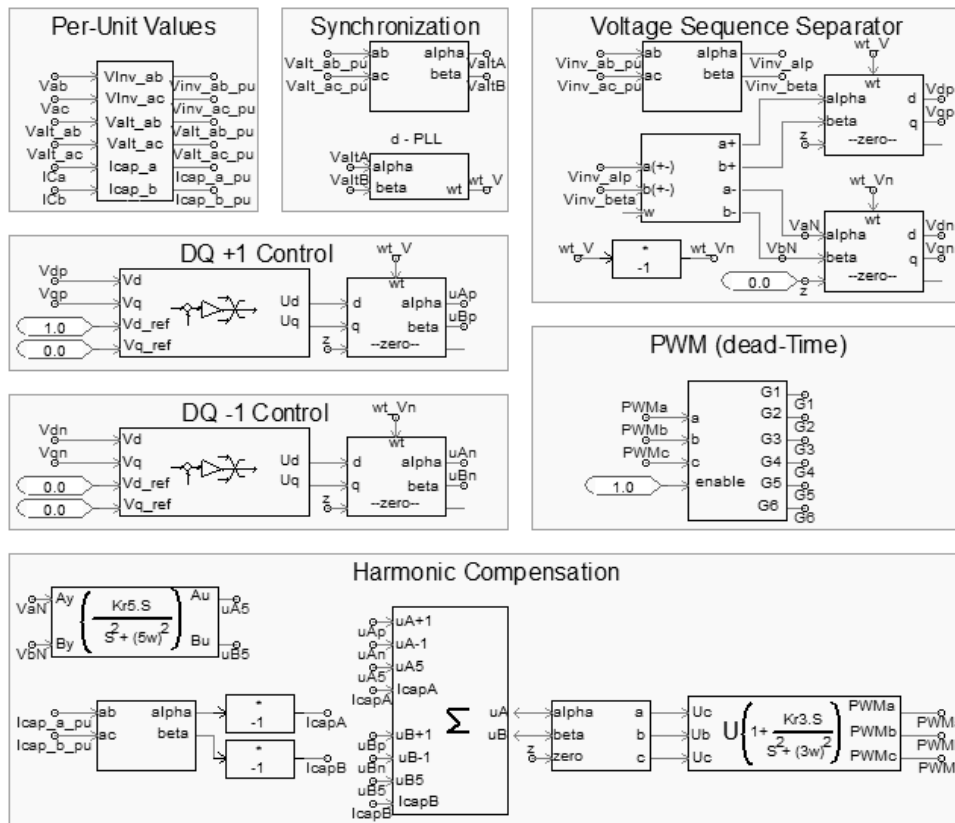 Per-Unit Values
Vab
Vac
Valt_ab
Valt_ac
ICa
ICb
VInv_ab
VInv_ac
Valt_ab
Valt_ac
Icap_a
Icap_b
Vinv_ab_pu
Vinv_ac_pu
Valt_ab_pu
Valt_ac_pu
Icap_a_pu
Icap_b_pu
Synchronization
Valt_ab_pu
Valt_ac_pu
ab
ac
alpha
beta
ValtA
ValtB
d - PLL
ValtA
ValtB
alpha
beta
wt
wt_V
Voltage Sequence Separator
Vinv_ab_pu
Vinv_ac_pu
ab
ac
alpha
beta
Vinv_alp
Vinv_beta
wt_V
wt
alpha
beta
z
--zero--
d
q
Vdp
Vqp
Vinv_alp
Vinv_beta
a(+-)
b(+-)
w
a+
b+
a-
b-
wt_Vn
wt
VaN
VbN
alpha
beta
0.0
z
--zero--
d
q
Vdn
Vqn
wt_V
*
-1
wt_Vn
DQ +1 Control
Vdp
Vqp
1.0
0.0
Vd
Vq
Vd_ref
Vq_ref
Ud
Uq
wt_V
wt
d
q
z
--zero--
alpha
beta
uAp
uBp
DQ -1 Control
Vdn
Vqn
0.0
0.0
Vd
Vq
Vd_ref
Vq_ref
Ud
Uq
wt_Vn
wt
d
q
z
--zero--
alpha
beta
uAn
uBn
PWM (dead-Time)
PWMa
PWMb
PWMc
1.0
a
b
c
enable
G1
G2
G3
G4
G5
G6
G1
G2
G3
G4
G5
G6
Harmonic Compensation
VaN
VbN
Ay
By
Kr5.S
S^2 + (5w)^2
Au
Bu
uA5
uB5
Icap_a_pu
Icap_b_pu
ab
ac
alpha
beta
*
-1
*
-1
IcapA
IcapB
uAp
uAn
uA5
IcapA
uBp
uBn
uB5
IcapB
uA+1
uA-1
uA5
IcapA
uB+1
uB-1
uB5
IcapB
Σ
uA
uB
alpha
beta
z
zero
a
b
c
Uc
Ub
Uc
U(1+ Kr3.S
S^2 + (3w)^2)
PWMa
PWMb
PWMc
PWM
PWM
PWM